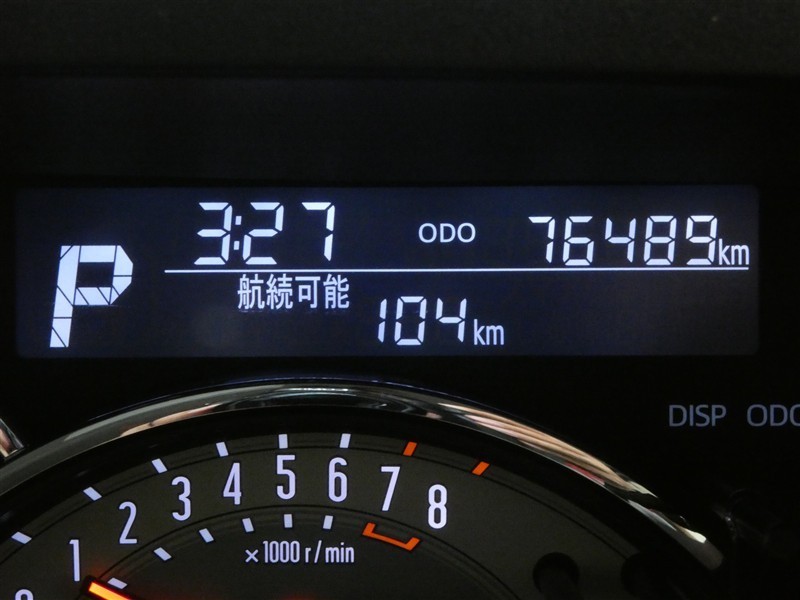 3:27 ODO 76489km
P
航続可能 104km
DISP ODO
1 2 3 4 5 6 7 8
×1000 r/min